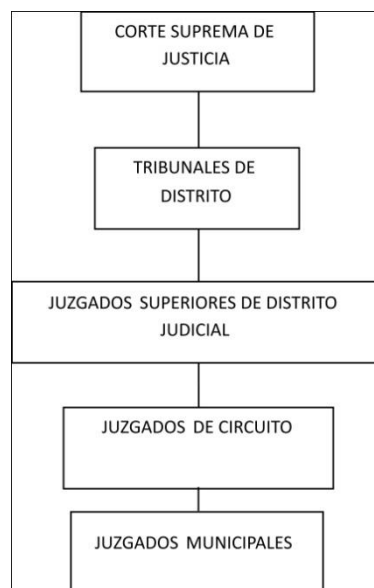 CORTE SUPREMA DE
JUSTICIA
TRIBUNALES DE
DISTRITO
JUZGADOS SUPERIORES DE DISTRITO
JUDICIAL
JUZGADOS DE CIRCUITO
JUZGADOS MUNICIPALES